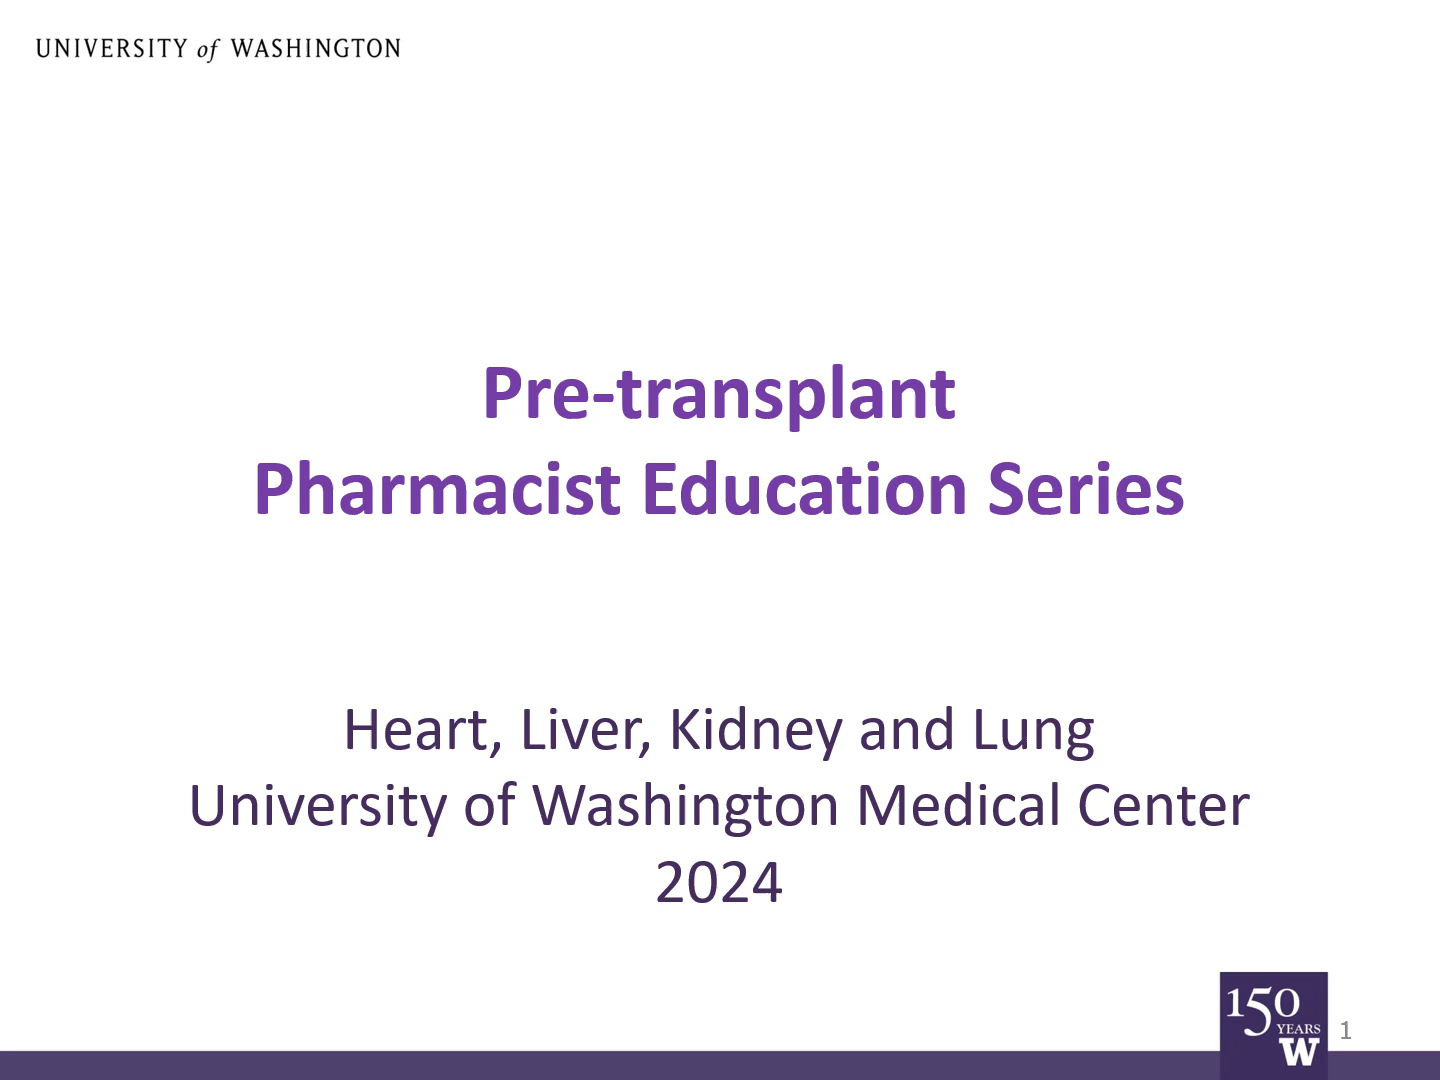 UNIVERSITY of WASHINGTON
Pre-transplant
Pharmacist Education Series
Heart, Liver, Kidney and Lung
University of Washington Medical Center
2024
150
YEARS
W
1